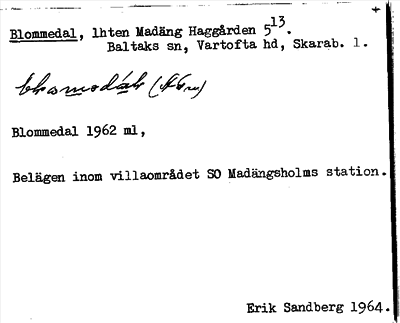 Blommedal, lhten Madäng Haggården 5¹³.
Baltaks sn, Vartofta hd, Skarab. l.
Blommedal 1962 ml,
Belägen inom villaområdet SO Madängsholms station.
Erik Sandberg 1964.